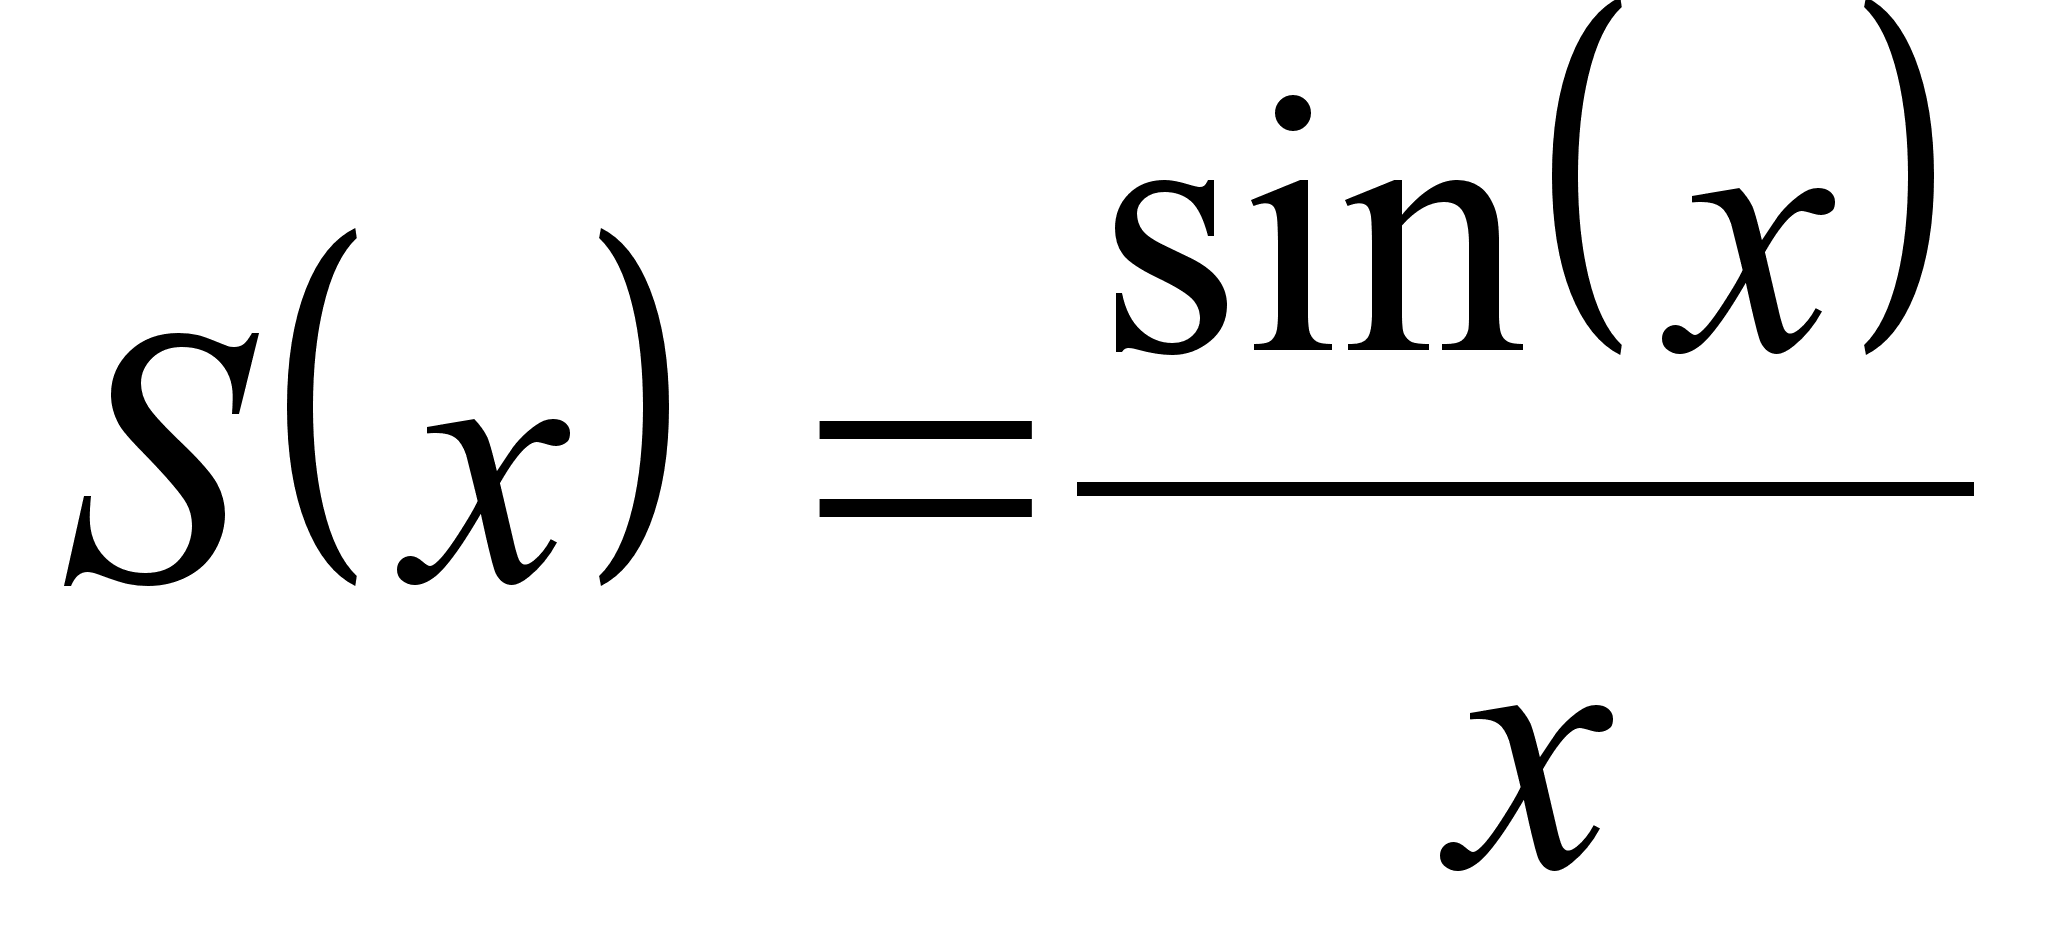 S(x) = sin(x) / x